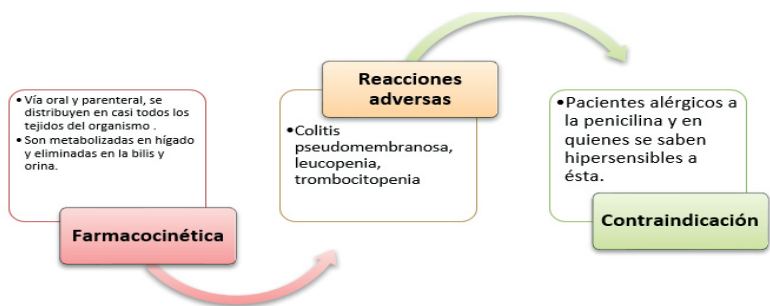 • Vía oral y parenteral, se
distribuyen en casi todos los
tejidos del organismo .
• Son metabolizadas en hígado
y eliminadas en la bilis y
orina.
Farmacocinética
Reacciones
adversas
•Colitis
pseudomembranosa,
leucopenia,
trombocitopenia
•Pacientes alérgicos a
la penicilina y en
quienes se saben
hipersensibles a
ésta.
Contraindicación